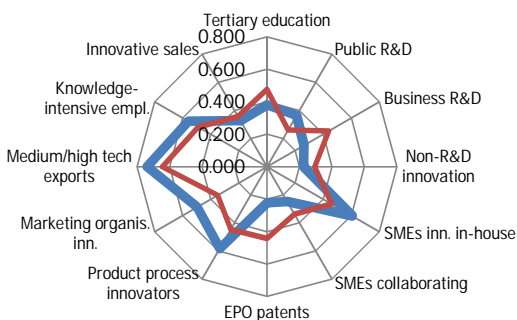 Tertiary education
0.800
Public R&D
Innovative sales
0.600
Knowledge-
intensive empl.
0.400
Business R&D
0.200
Medium/high tech
exports
0.000
Non-R&D
innovation
Marketing organis.
inn.
SMEs inn. in-house
Product process
innovators
SMEs collaborating
EPO patents